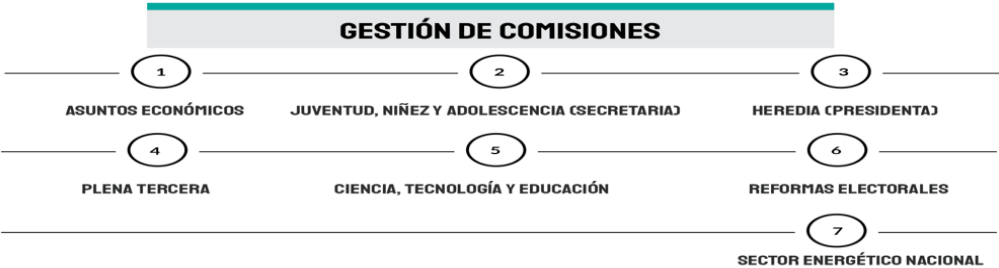 GESTIÓN DE COMISIONES
1 2 3
ASUNTOS ECONÓMICOS JUVENTUD, NIÑEZ Y ADOLESCENCIA (SECRETARIA) HEREDIA (PRESIDENTA)
4 5 6
PLENA TERCERA CIENCIA, TECNOLOGÍA Y EDUCACIÓN REFORMAS ELECTORALES
7
SECTOR ENERGÉTICO NACIONAL